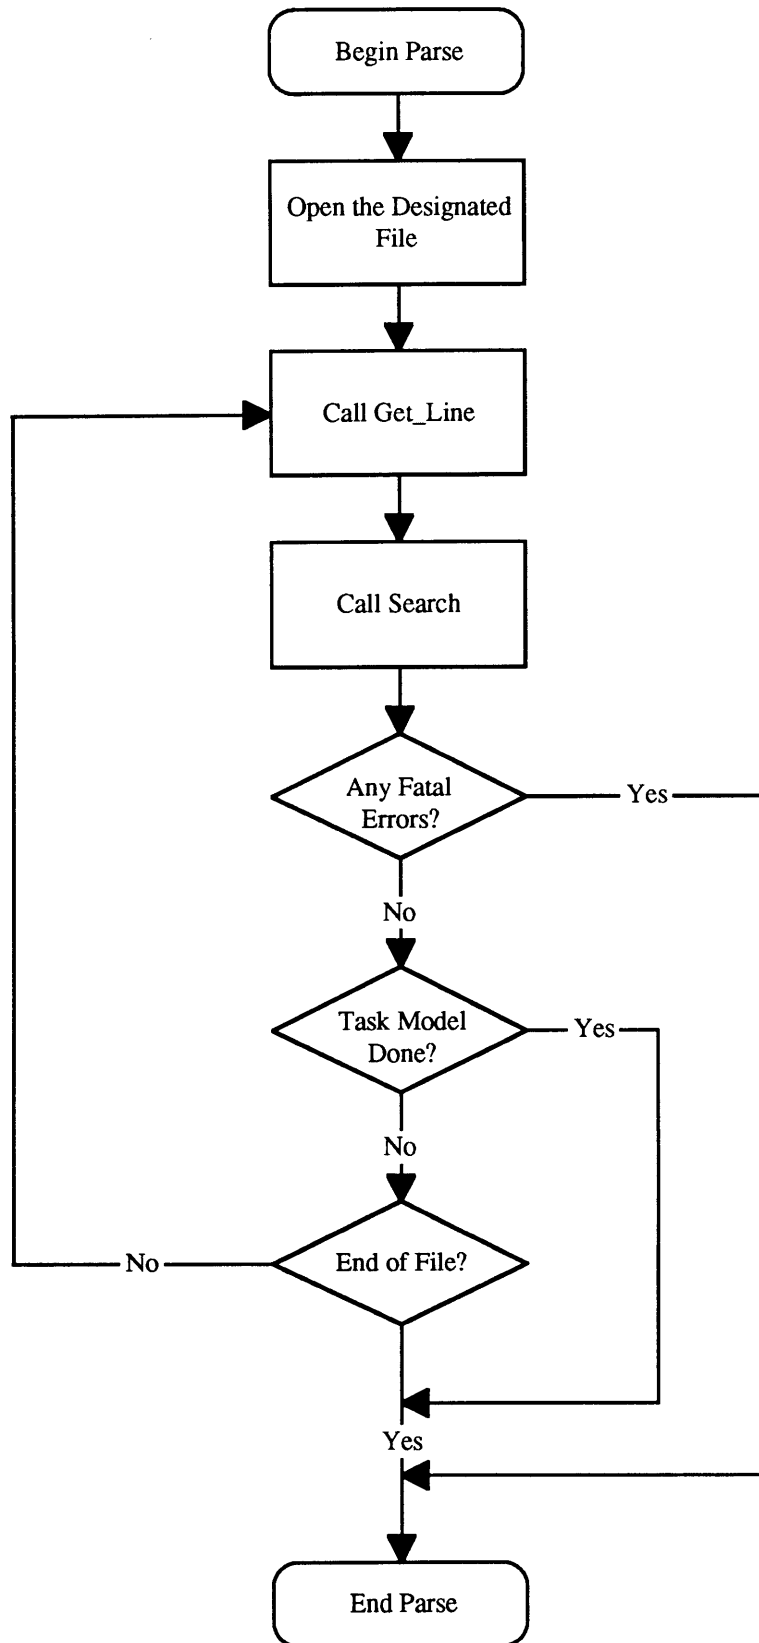 Begin Parse
Open the Designated
File
Call Get_Line
Call Search
Any Fatal
Errors?
Yes
No
Task Model
Done?
Yes
No
End of File?
No
Yes
End Parse